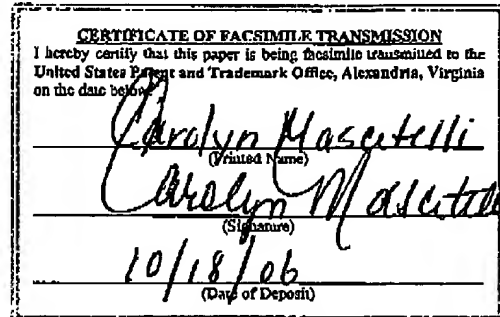 CERTIFICATE OF FACSIMILE TRANSMISSION
I hereby certify that this paper is being facsimile transmitted to the
United States Patent and Trademark Office, Alexandria, Virginia
on the date below.
Carolyn Mascitelli
(Printed Name)
Carolyn Mascitelli
(Signature)
10/18/06
(Date of Deposit)